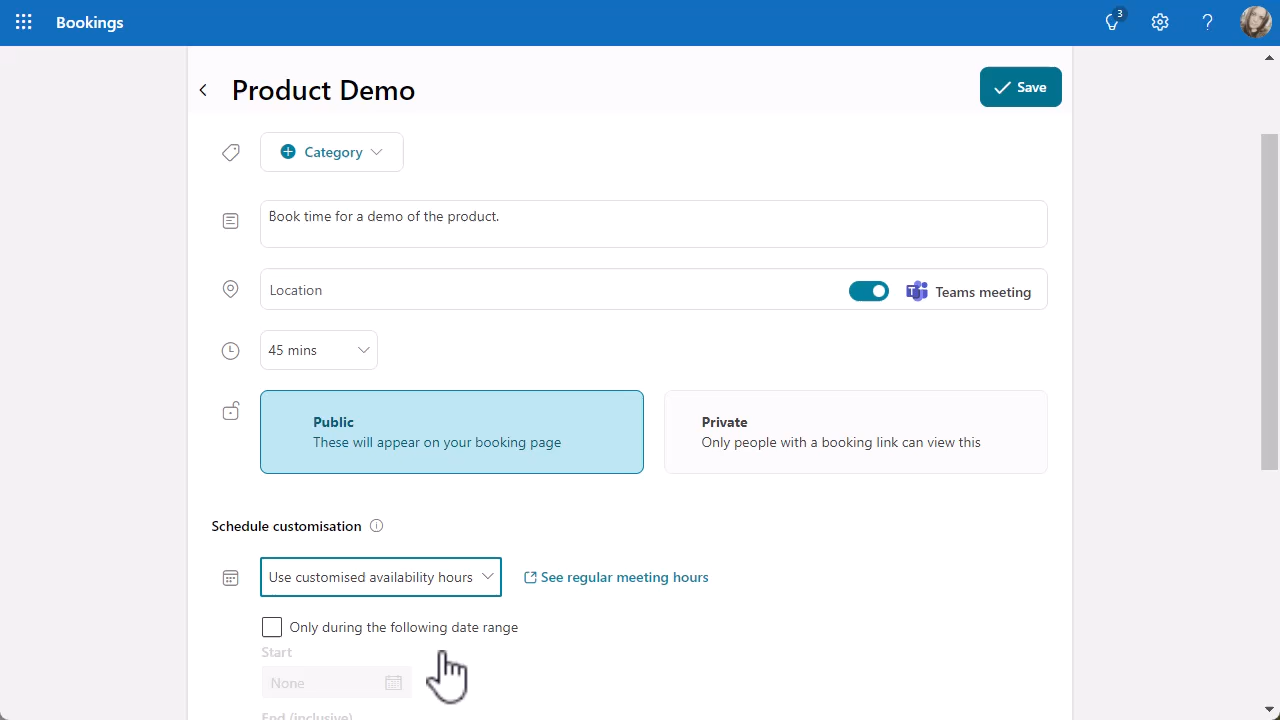 Bookings
3
Product Demo
Save
Category
Book time for a demo of the product.
Location
Teams meeting
45 mins
Public
These will appear on your booking page
Private
Only people with a booking link can view this
Schedule customisation
Use customised availability hours
See regular meeting hours
Only during the following date range
Start
None
End (inclusive)